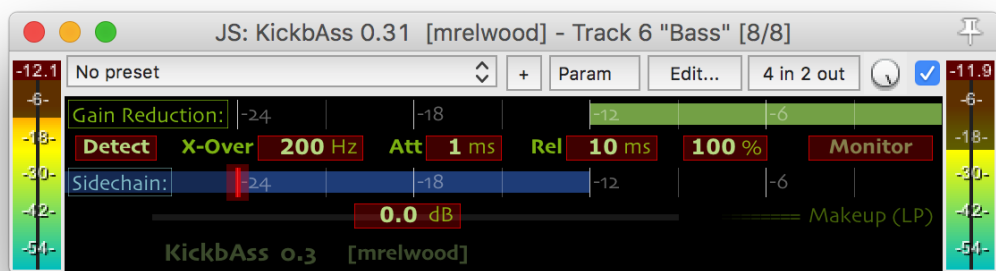 JS: KickbAss 0.31 [mrelwood] - Track 6 "Bass" [8/8]
-12.1 No preset + Param Edit... 4 in 2 out -11.9
-6- Gain Reduction: -24 -18 -12 -6 -6-
-18- Detect X-Over 200 Hz Att 1 ms Rel 10 ms 100 % Monitor -18-
-30- Sidechain: -24 -18 -12 -6 -30-
-42- 0.0 dB Makeup (LP) -42-
-54- KickbAss 0.3 [mrelwood] -54-